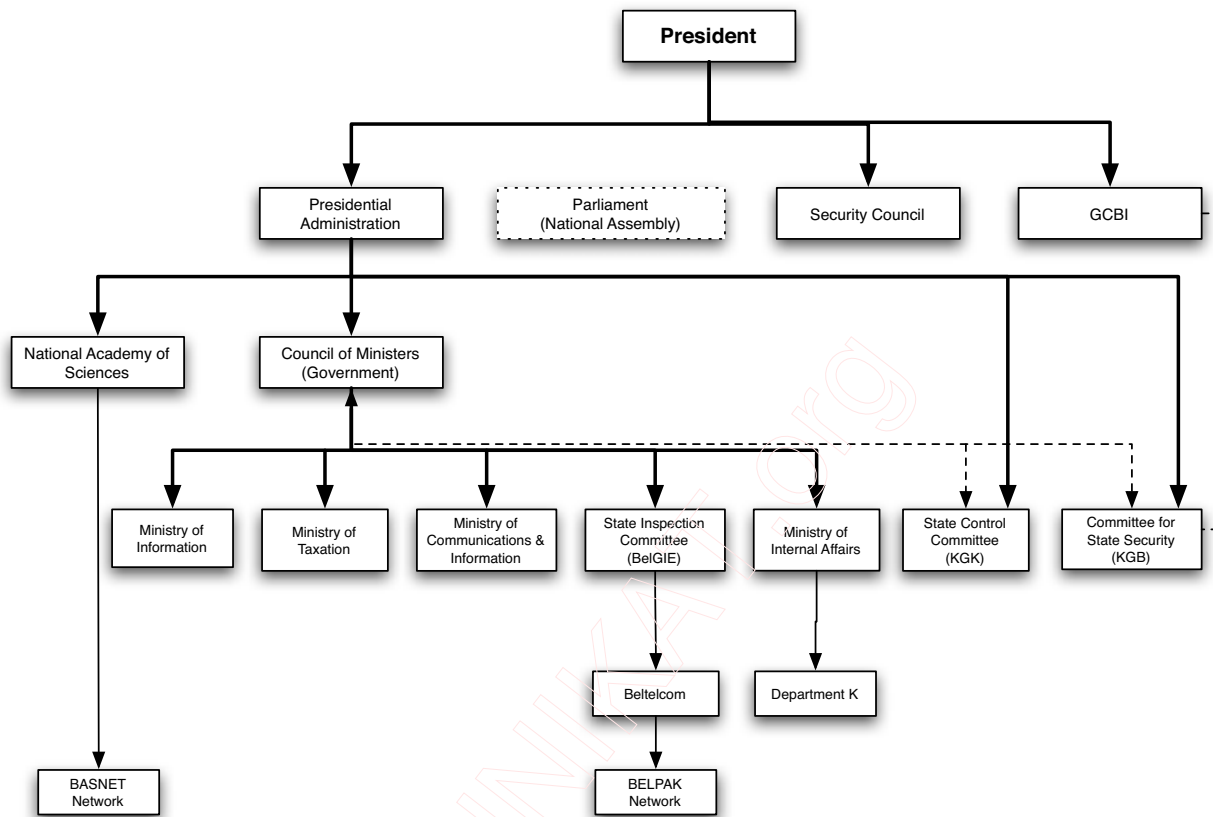 President
Presidential
Administration
Parliament
(National Assembly)
Security Council
GCBI
National Academy of
Sciences
Council of Ministers
(Government)
Ministry of
Information
Ministry of
Taxation
Ministry of
Communications &
Information
State Inspection
Committee
(BelGIE)
Ministry of
Internal Affairs
State Control
Committee
(KGK)
Committee for
State Security
(KGB)
Beltelcom
Department K
BASNET
Network
BELPAK
Network